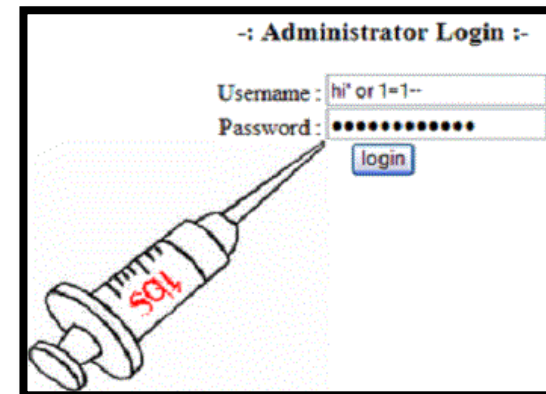 -: Administrator Login :-
Username : hi" or 1=1--
Password : ••••••••••••
login
SQL